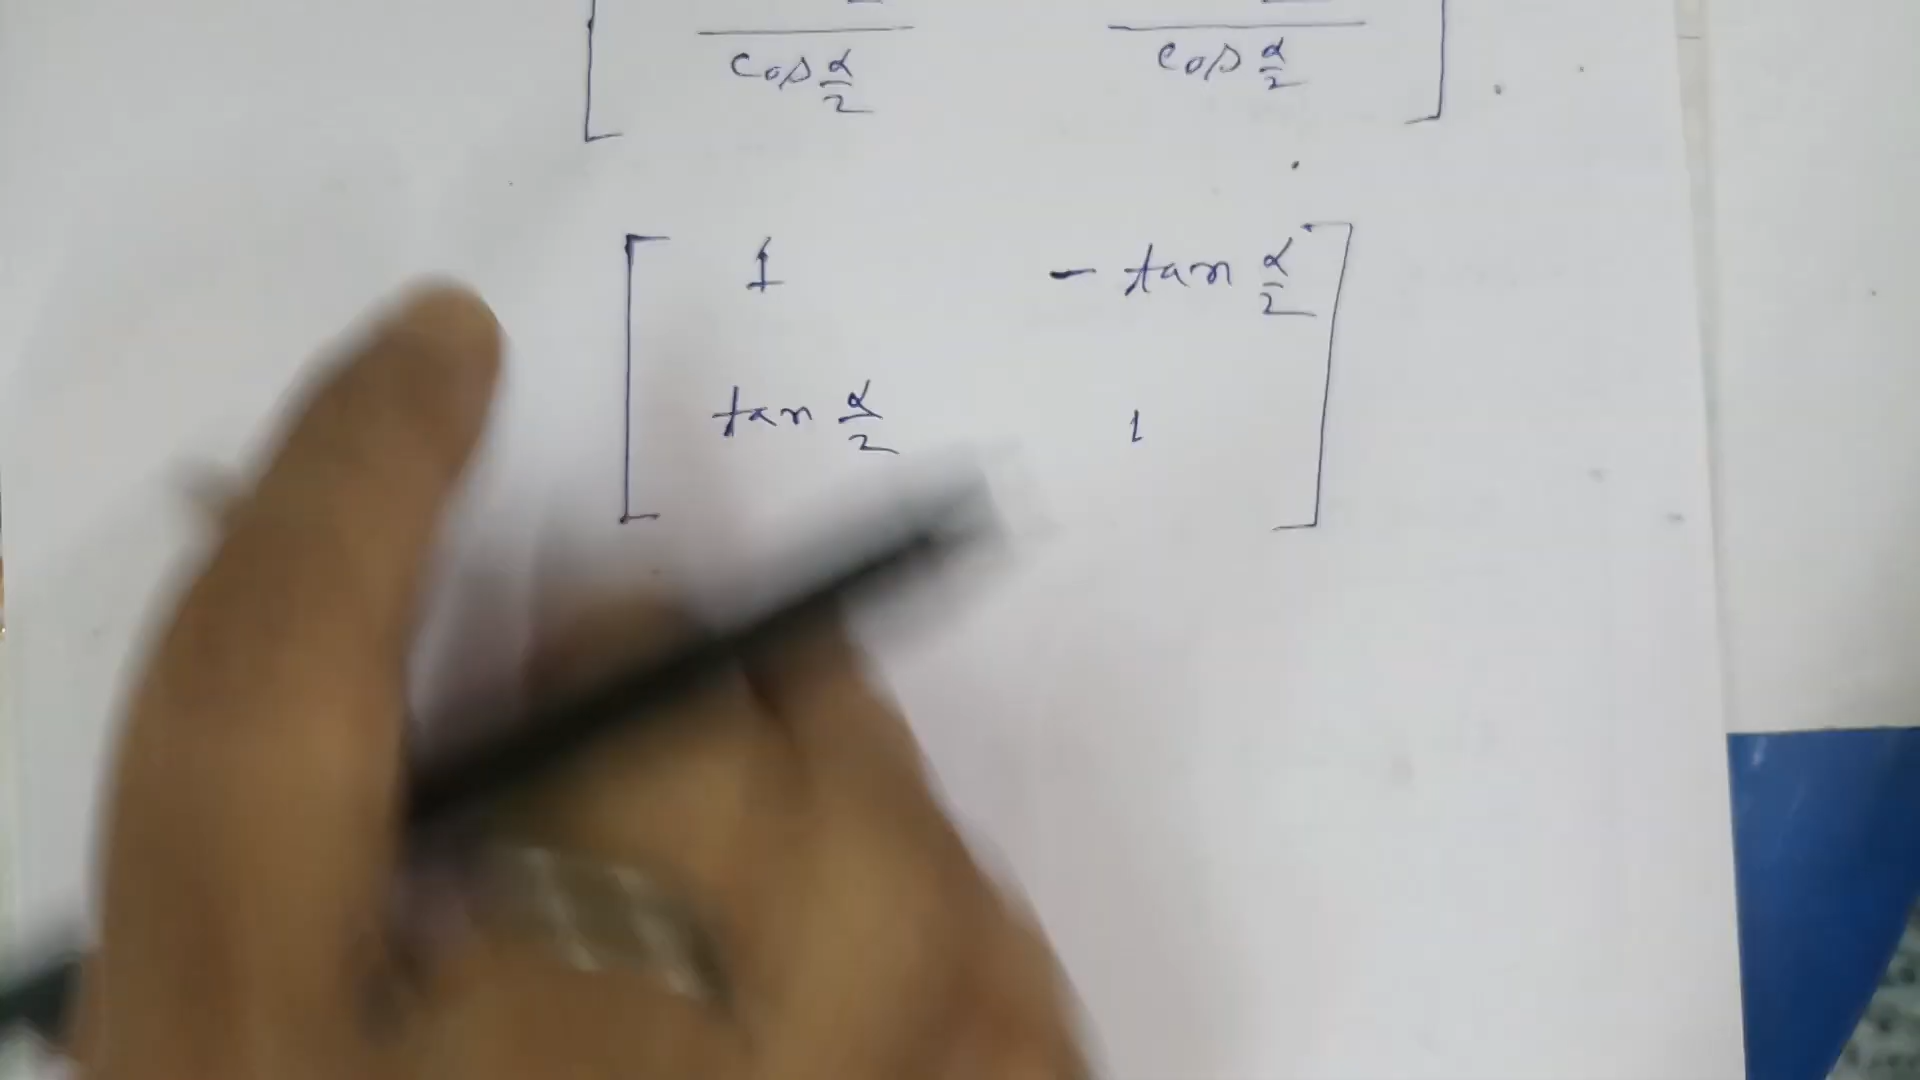 cos α/2 cos α/2
1 - tan α/2
tan α/2 1